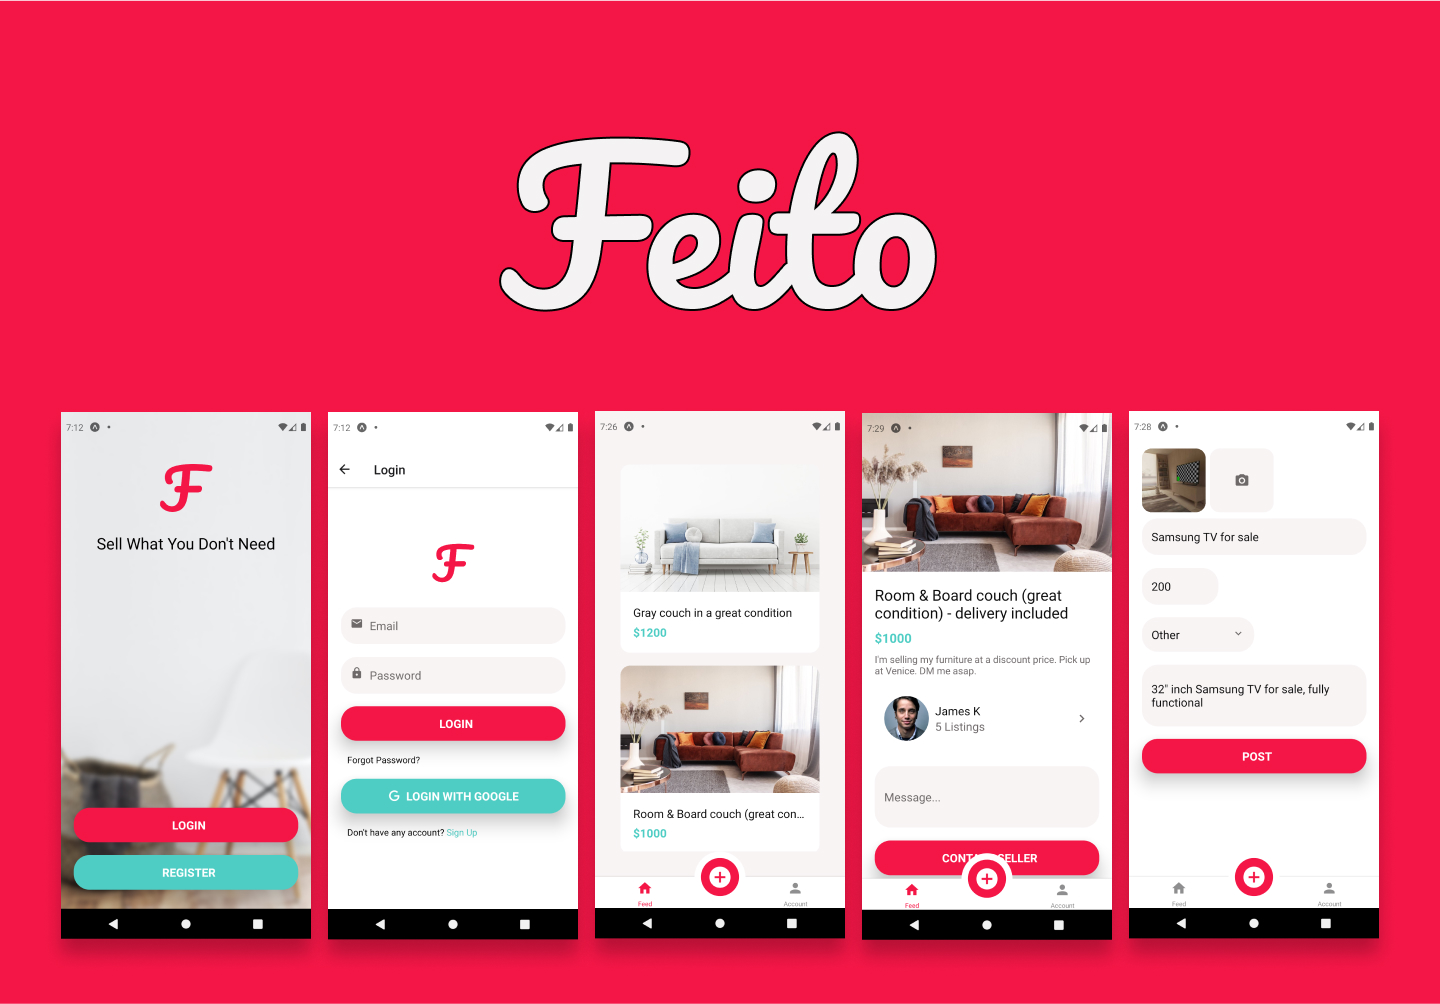 Feito
7:12
F
Sell What You Don't Need
LOGIN
REGISTER
7:12
Login
F
Email
Password
LOGIN
Forgot Password?
G LOGIN WITH GOOGLE
Don't have any account? Sign Up
7:26
Gray couch in a great condition
$1200
Room & Board couch (great con...
$1000
Feed
Account
7:29
Room & Board couch (great
condition) - delivery included
$1000
I'm selling my furniture at a discount price. Pick up
at Venice. DM me asap.
James K
5 Listings
Message...
SELLER
Feed
Account
7:28
Samsung TV for sale
200
Other
32" inch Samsung TV for sale, fully
functional
POST
Feed
Account